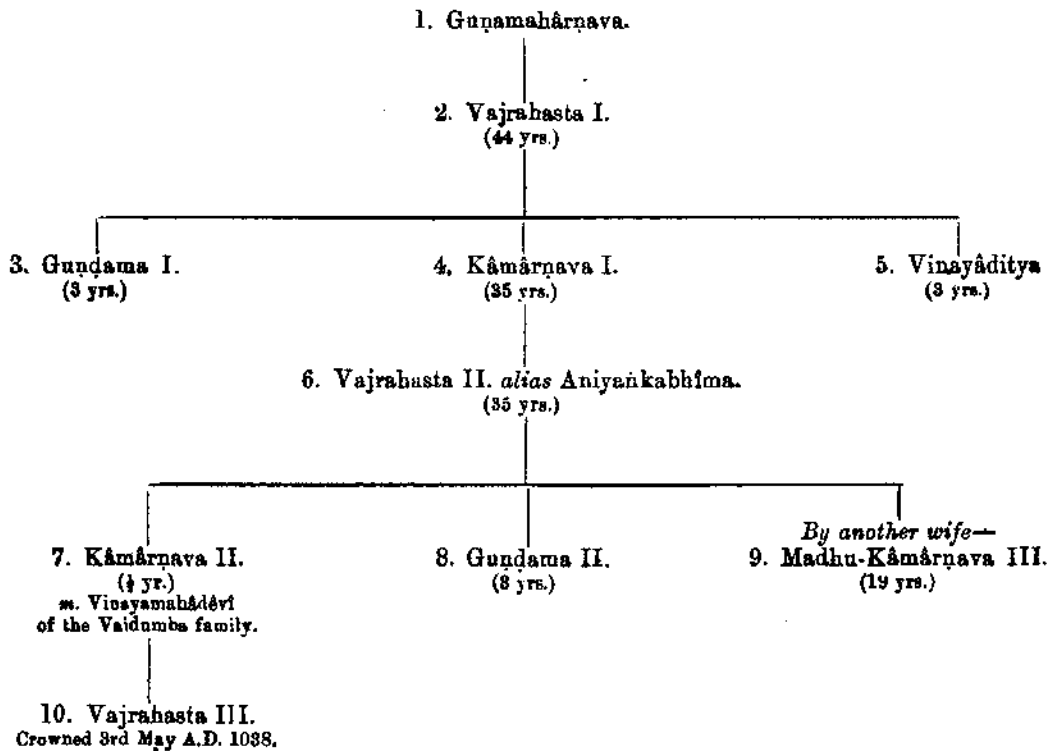 1. Guṇamahârṇava.
2. Vajrahasta I.
(44 yrs.)
3. Guṇḍama I.
(3 yrs.)
4. Kâmârṇava I.
(35 yrs.)
5. Vinayâditya
(3 yrs.)
6. Vajrahasta II. alias Aniyaṅkabhîma.
(35 yrs.)
7. Kâmârṇava II.
(½ yr.)
m. Vinayamahâdêvî
of the Vaidumba family.
8. Guṇḍama II.
(3 yrs.)
By another wife—
9. Madhu-Kâmârṇava III.
(19 yrs.)
10. Vajrahasta III.
Crowned 3rd May A.D. 1038.